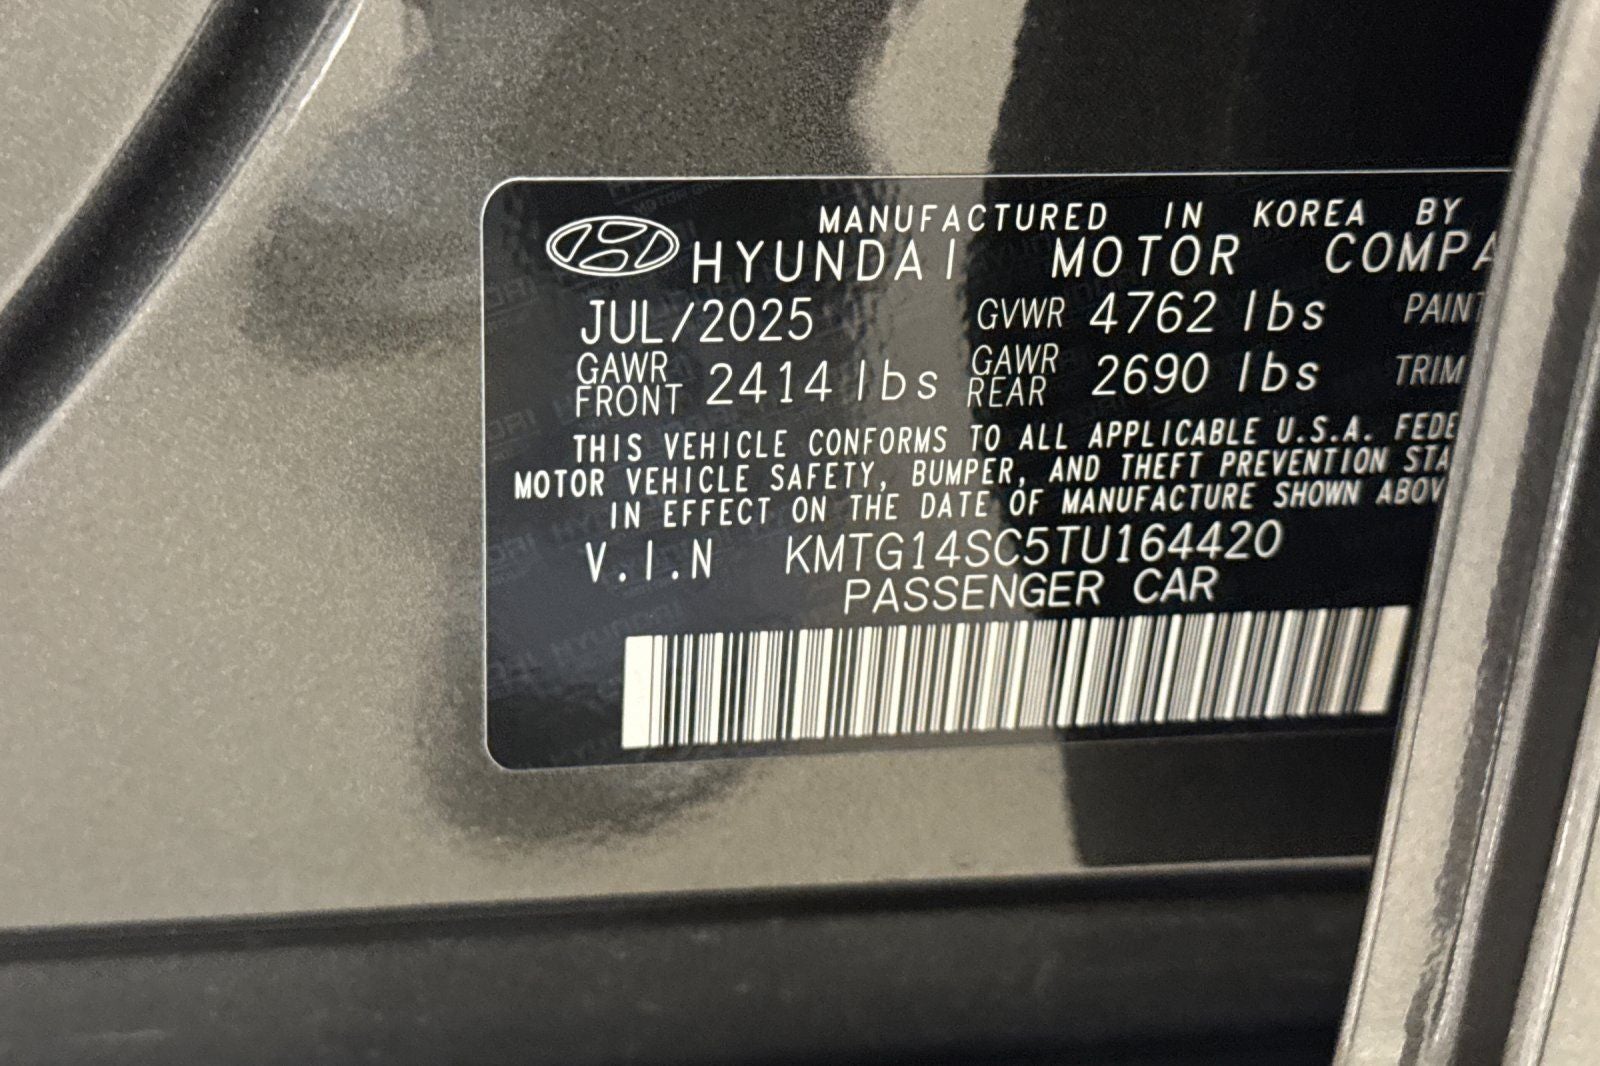 MANUFACTURED IN KOREA BY
HYUNDAI MOTOR COMPA
JUL/2025 GVWR 4762 lbs PAINT
GAWR FRONT 2414 lbs GAWR REAR 2690 lbs TRIM
THIS VEHICLE CONFORMS TO ALL APPLICABLE U.S.A. FEDE
MOTOR VEHICLE SAFETY, BUMPER, AND THEFT PREVENTION STA
IN EFFECT ON THE DATE OF MANUFACTURE SHOWN ABOV
V.I.N KMTG14SC5TU164420
PASSENGER CAR